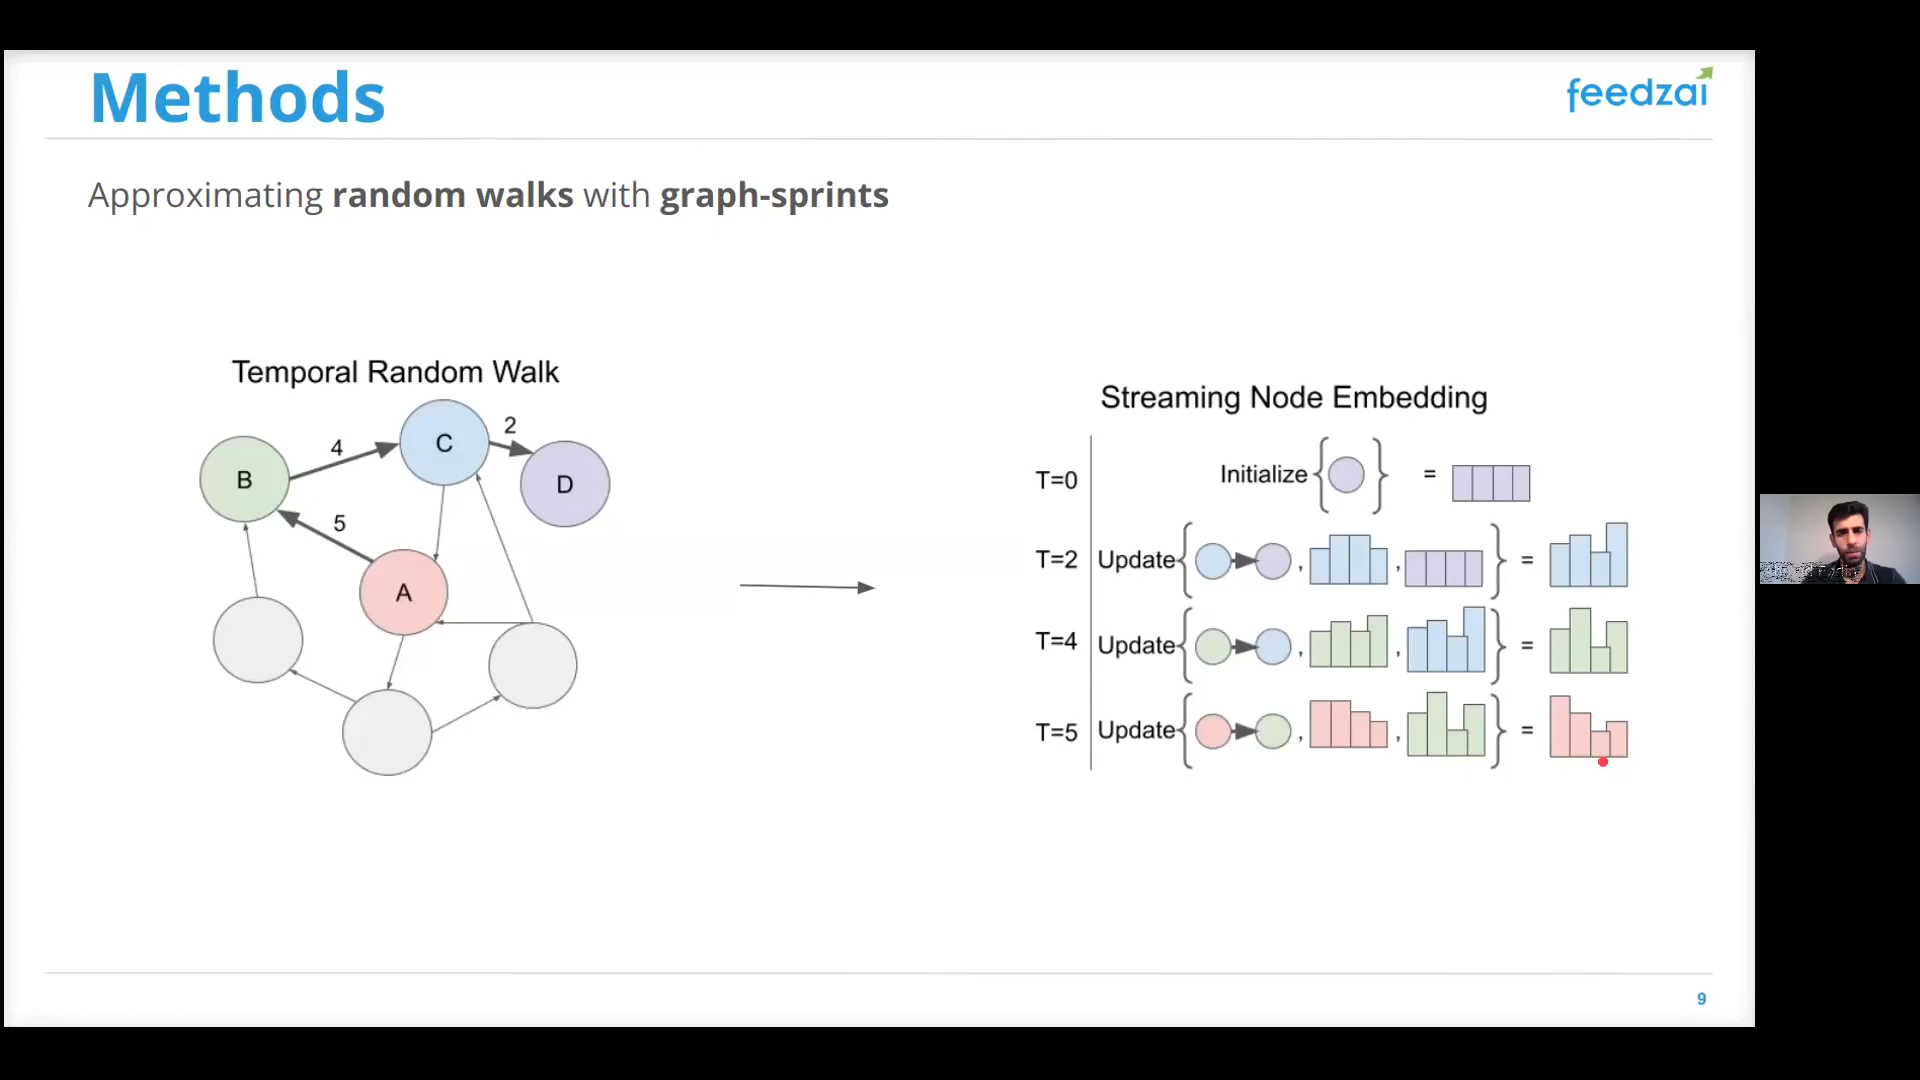 Methods
feedzai
Approximating random walks with graph-sprints
Temporal Random Walk
B
4
C
2
D
5
A
Streaming Node Embedding
T=0 Initialize { } =
T=2 Update { , , } =
T=4 Update { , , } =
T=5 Update { , , } =
9